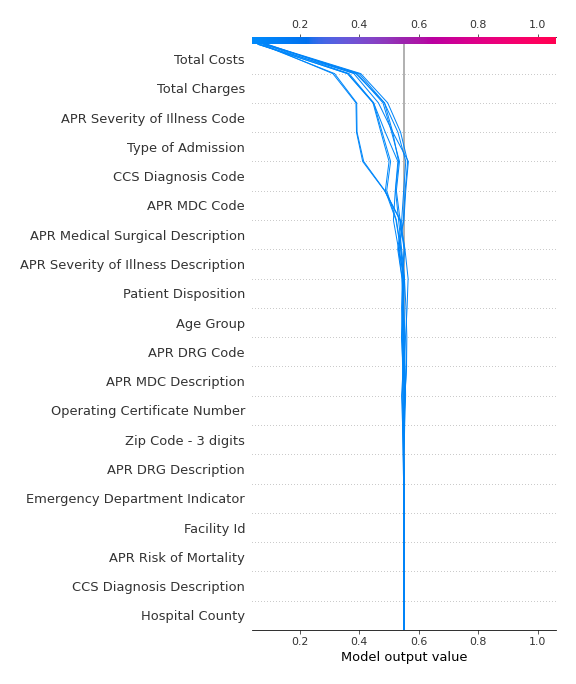 0.2 0.4 0.6 0.8 1.0
Total Costs
Total Charges
APR Severity of Illness Code
Type of Admission
CCS Diagnosis Code
APR MDC Code
APR Medical Surgical Description
APR Severity of Illness Description
Patient Disposition
Age Group
APR DRG Code
APR MDC Description
Operating Certificate Number
Zip Code - 3 digits
APR DRG Description
Emergency Department Indicator
Facility Id
APR Risk of Mortality
CCS Diagnosis Description
Hospital County
0.2 0.4 0.6 0.8 1.0
Model output value